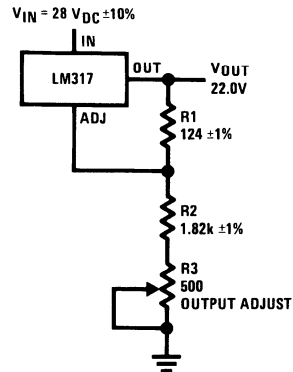 VIN = 28 VDC ±10%
IN
LM317
OUT
VOUT
22.0V
ADJ
R1
124 ±1%
R2
1.82k ±1%
R3
500
OUTPUT ADJUST